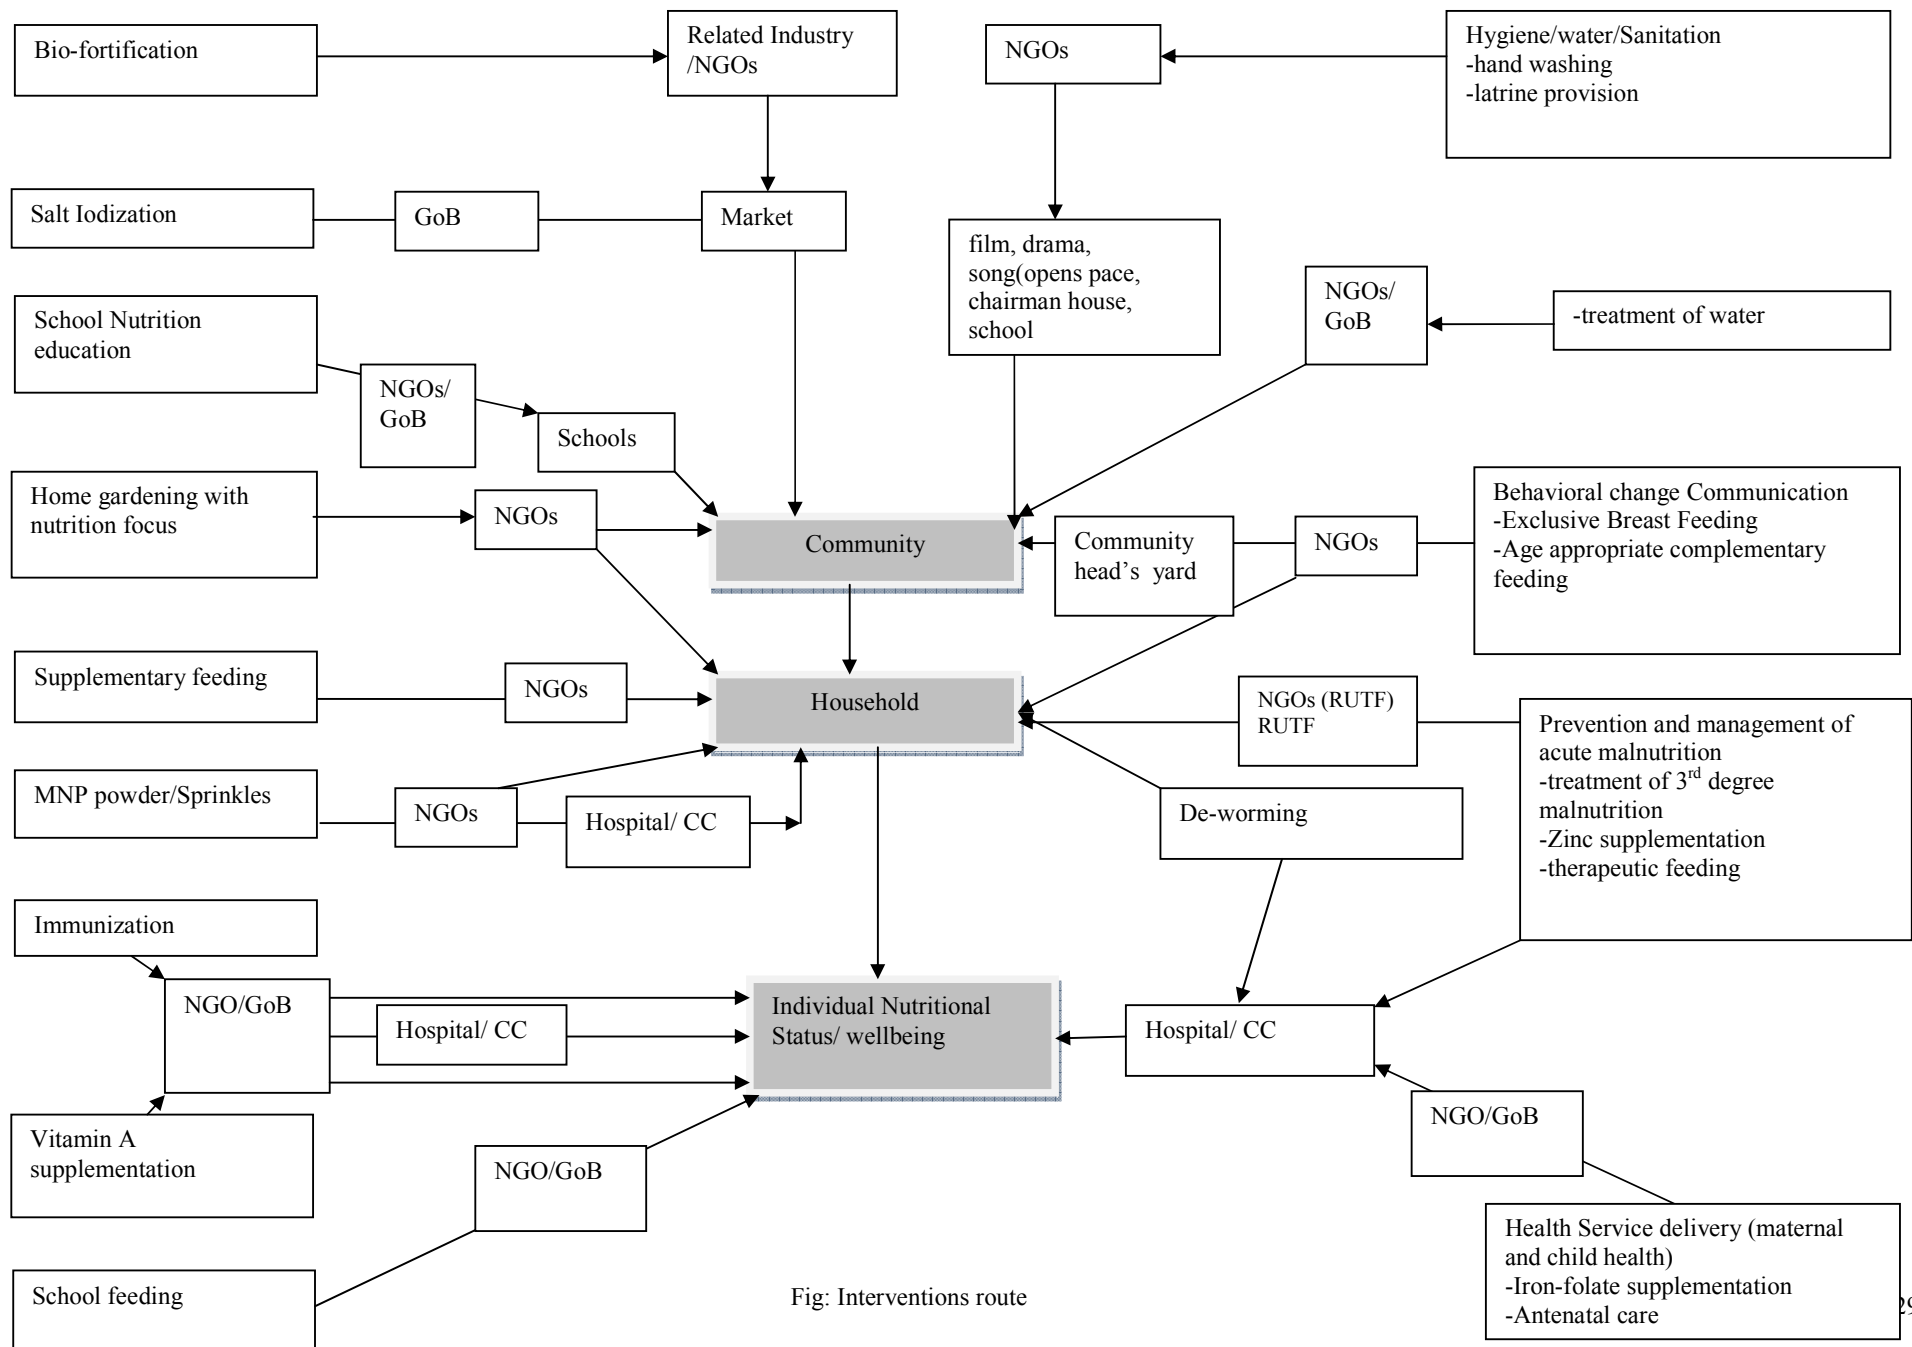 Bio-fortification
Related Industry
/NGOs
NGOs
Hygiene/water/Sanitation
-hand washing
-latrine provision
Salt Iodization
GoB
Market
film, drama,
song(opens pace,
chairman house,
school
NGOs/
GoB
-treatment of water
School Nutrition
education
NGOs/
GoB
Schools
Home gardening with
nutrition focus
NGOs
Community
Community
head's yard
NGOs
Behavioral change Communication
-Exclusive Breast Feeding
-Age appropriate complementary
feeding
Supplementary feeding
NGOs
Household
NGOs (RUTF)
RUTF
Prevention and management of
acute malnutrition
-treatment of 3rd degree
malnutrition
-Zinc supplementation
-therapeutic feeding
MNP powder/Sprinkles
NGOs
Hospital/ CC
De-worming
Immunization
NGO/GoB
Hospital/ CC
Individual Nutritional
Status/ wellbeing
Hospital/ CC
Vitamin A
supplementation
NGO/GoB
NGO/GoB
School feeding
Health Service delivery (maternal
and child health)
-Iron-folate supplementation
-Antenatal care
Fig: Interventions route